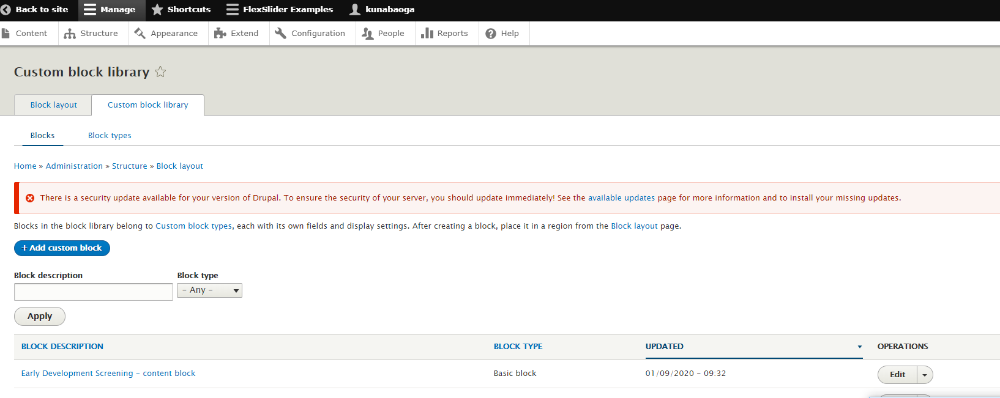 Back to site Manage Shortcuts FlexSlider Examples kunabaoga
Content Structure Appearance Extend Configuration People Reports Help
Custom block library
Block layout Custom block library
Blocks Block types
Home » Administration » Structure » Block layout
There is a security update available for your version of Drupal. To ensure the security of your server, you should update immediately! See the available updates page for more information and to install your missing updates.
Blocks in the block library belong to Custom block types, each with its own fields and display settings. After creating a block, place it in a region from the Block layout page.
+ Add custom block
Block description Block type
- Any -
Apply
BLOCK DESCRIPTION BLOCK TYPE UPDATED OPERATIONS
Early Development Screening - content block Basic block 01/09/2020 - 09:32 Edit